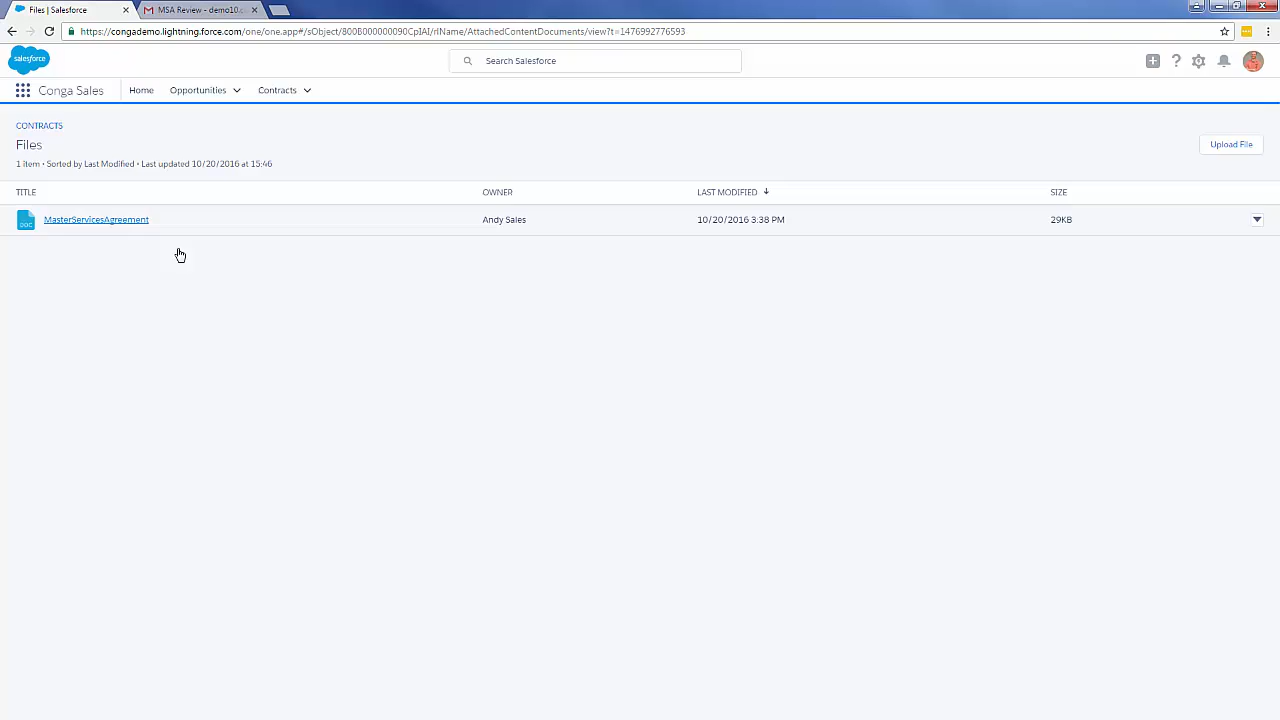 Files | Salesforce
MSA Review - demo10.c
https://congademo.lightning.force.com/one/one.app#/sObject/800B000000090CpIAI/rlName/AttachedContentDocuments/view?t=1476992776593
salesforce
Search Salesforce
Conga Sales
Home
Opportunities
Contracts
CONTRACTS
Files
1 item • Sorted by Last Modified • Last updated 10/20/2016 at 15:46
Upload File
TITLE OWNER LAST MODIFIED SIZE
DOC MasterServicesAgreement Andy Sales 10/20/2016 3:38 PM 29KB